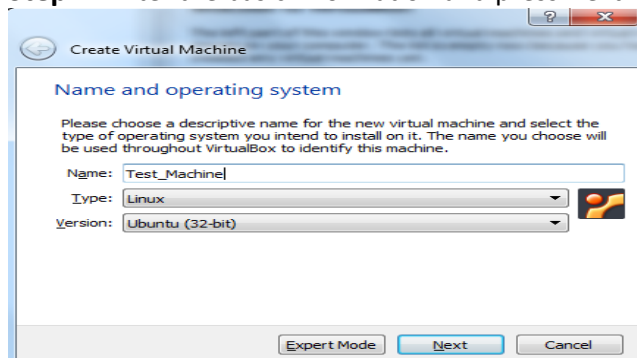 Create Virtual Machine
Name and operating system
Please choose a descriptive name for the new virtual machine and select the
type of operating system you intend to install on it. The name you choose will
be used throughout VirtualBox to identify this machine.
Name: Test_Machine
Type: Linux
Version: Ubuntu (32-bit)
Expert Mode Next Cancel